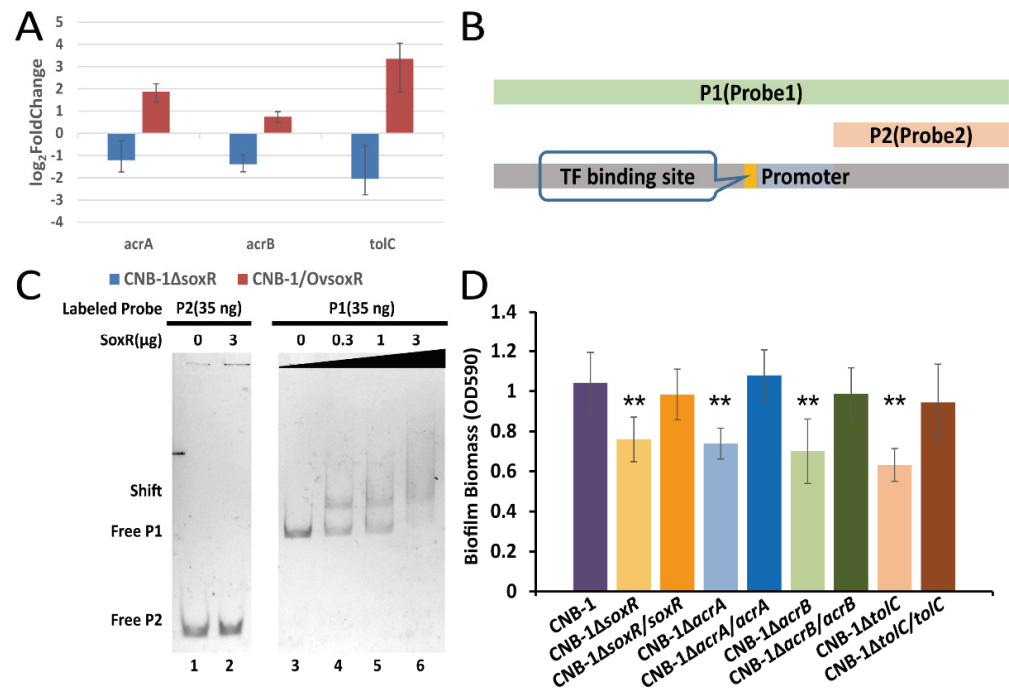 A
5
4
3
2
1
0
-1
-2
-3
-4
log2FoldChange
acrA
acrB
tolC
CNB-1ΔsoxR
CNB-1/OvsoxR
B
P1(Probe1)
P2(Probe2)
TF binding site
Promoter
C
Labeled Probe
P2(35 ng)
P1(35 ng)
SoxR(μg)
0
3
0
0.3
1
3
Shift
Free P1
Free P2
1
2
3
4
5
6
D
1.4
1.2
1
0.8
0.6
0.4
0.2
0
Biofilm Biomass (OD590)
**
**
**
**
CNB-1
CNB-1ΔsoxR
CNB-1ΔsoxR/soxR
CNB-1ΔacrA
CNB-1ΔacrA/acrA
CNB-1ΔacrB
CNB-1ΔacrB/acrB
CNB-1ΔtolC
CNB-1ΔtolC/tolC